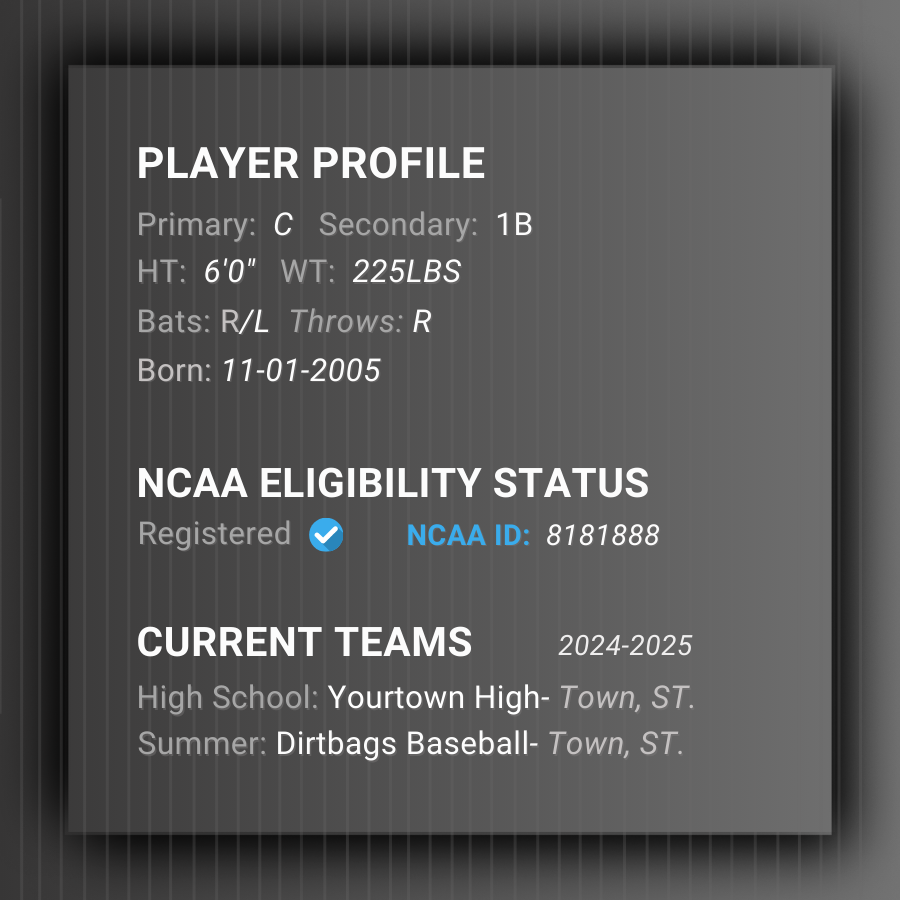 PLAYER PROFILE
Primary: C Secondary: 1B
HT: 6'0" WT: 225LBS
Bats: R/L Throws: R
Born: 11-01-2005
NCAA ELIGIBILITY STATUS
Registered NCAA ID: 8181888
CURRENT TEAMS 2024-2025
High School: Yourtown High- Town, ST.
Summer: Dirtbags Baseball- Town, ST.